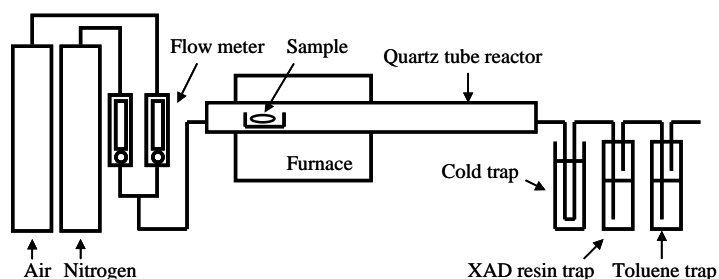 Flow meter
Sample
Quartz tube reactor
Furnace
Cold trap
Air
Nitrogen
XAD resin trap
Toluene trap